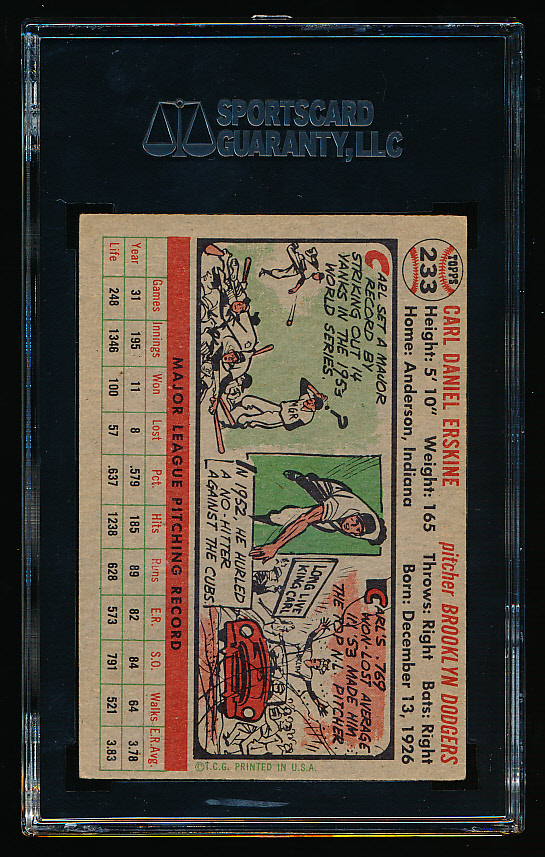 SPORTSCARD
GUARANTY, LLC
TOPPS
233
CARL DANIEL ERSKINE pitcher BROOKLYN DODGERS
Height: 5' 10" Weight: 165 Throws: Right Bats: Right
Home: Anderson, Indiana Born: December 13, 1926
CARL SET A MAJOR
RECORD BY
STRIKING OUT 14
YANKS IN THE 1953
WORLD SERIES.
MGR
IN 1952 HE HURLED
A NO-HITTER
AGAINST THE CUBS.
CARL'S .769
WON-LOST AVERAGE
IN '53 MADE HIM
THE TOP N.L. PITCHER.
LONG LIVE
KING CARL
MAJOR LEAGUE PITCHING RECORD
Games Innings Won Lost Pct. Hits Runs E.R. S.O. Walks E.R.Avg.
Year 31 195 11 8 .579 185 89 82 84 64 3.78
Life 248 1346 100 57 .637 1238 628 573 791 521 3.83
©T.C.G. PRINTED IN U.S.A.